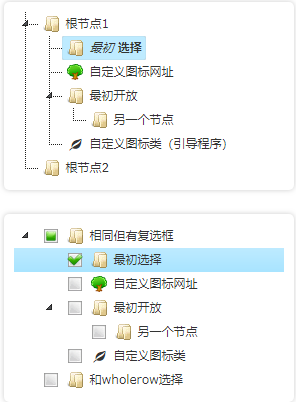 根节点1
最初 选择
自定义图标网址
最初开放
另一个节点
自定义图标类（引导程序）
根节点2
相同但有复选框
最初选择
自定义图标网址
最初开放
另一个节点
自定义图标类
和wholerow选择